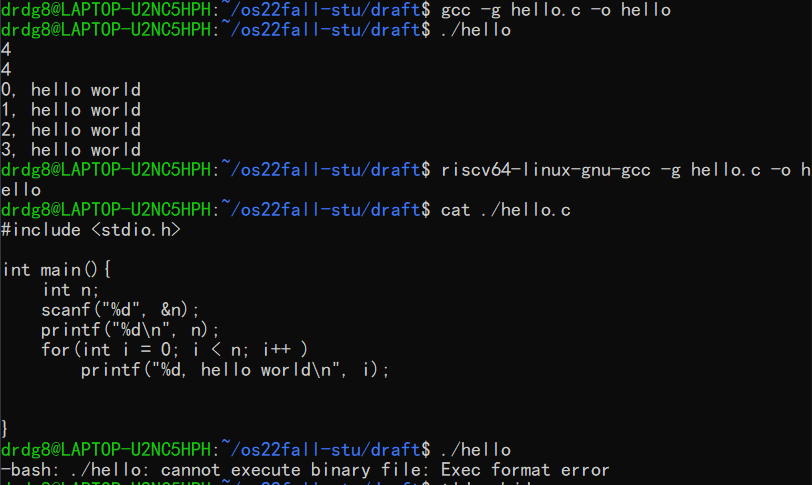 drdg8@LAPTOP-U2NC5HPH:~/os22fall-stu/draft$ gcc -g hello.c -o hello
drdg8@LAPTOP-U2NC5HPH:~/os22fall-stu/draft$ ./hello
4
4
0, hello world
1, hello world
2, hello world
3, hello world
drdg8@LAPTOP-U2NC5HPH:~/os22fall-stu/draft$ riscv64-linux-gnu-gcc -g hello.c -o h
ello
drdg8@LAPTOP-U2NC5HPH:~/os22fall-stu/draft$ cat ./hello.c
#include <stdio.h>

int main(){
    int n;
    scanf("%d", &n);
    printf("%d\n", n);
    for(int i = 0; i < n; i++ )
        printf("%d, hello world\n", i);


}
drdg8@LAPTOP-U2NC5HPH:~/os22fall-stu/draft$ ./hello
-bash: ./hello: cannot execute binary file: Exec format error